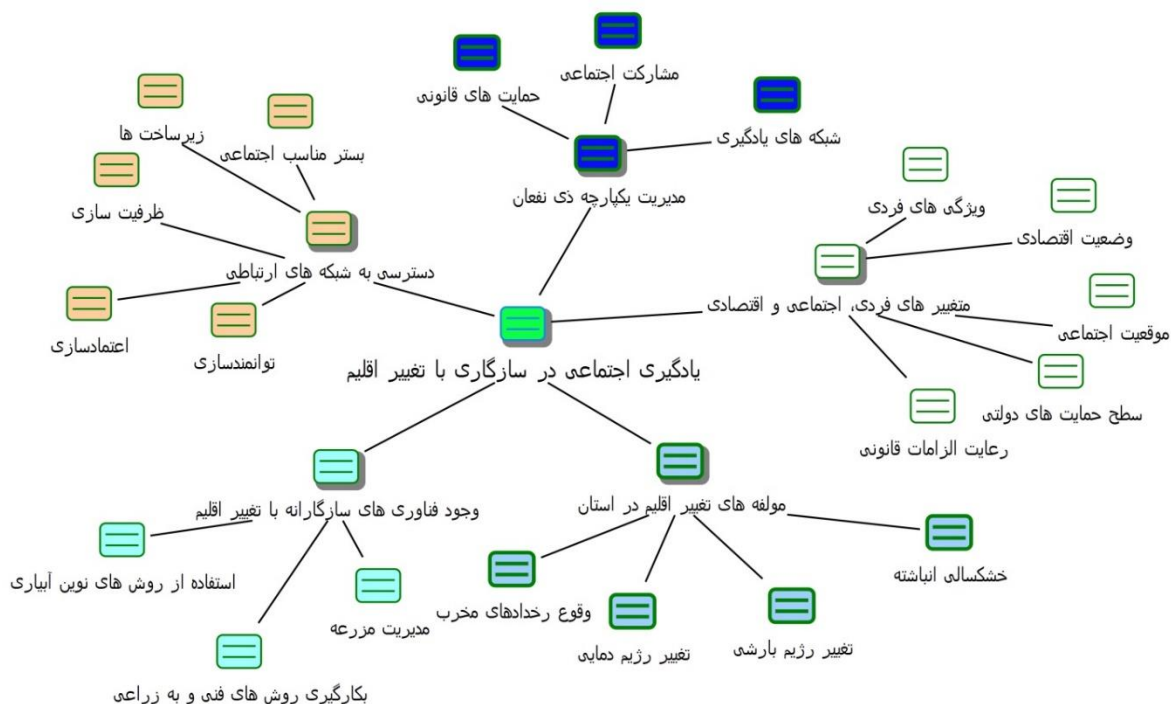 مشارکت اجتماعی
حمایت های قانونی
شبکه های یادگیری
مدیریت یکپارچه ذی نفعان
زیرساخت ها
بستر مناسب اجتماعی
ظرفیت سازی
دسترسی به شبکه های ارتباطی
اعتمادسازی
توانمندسازی
ویژگی های فردی
وضعیت اقتصادی
متغییر های فردی، اجتماعی و اقتصادی
موقعیت اجتماعی
سطح حمایت های دولتی
رعایت الزامات قانونی
یادگیری اجتماعی در سازگاری با تغییر اقلیم
مولفه های تغییر اقلیم در استان
خشکسالی انباشته
تغییر رژیم بارشی
تغییر رژیم دمایی
وقوع رخدادهای مخرب
وجود فناوری های سازگارانه با تغییر اقلیم
استفاده از روش های نوین آبیاری
مدیریت مزرعه
بکارگیری روش های فنی و به زراعی